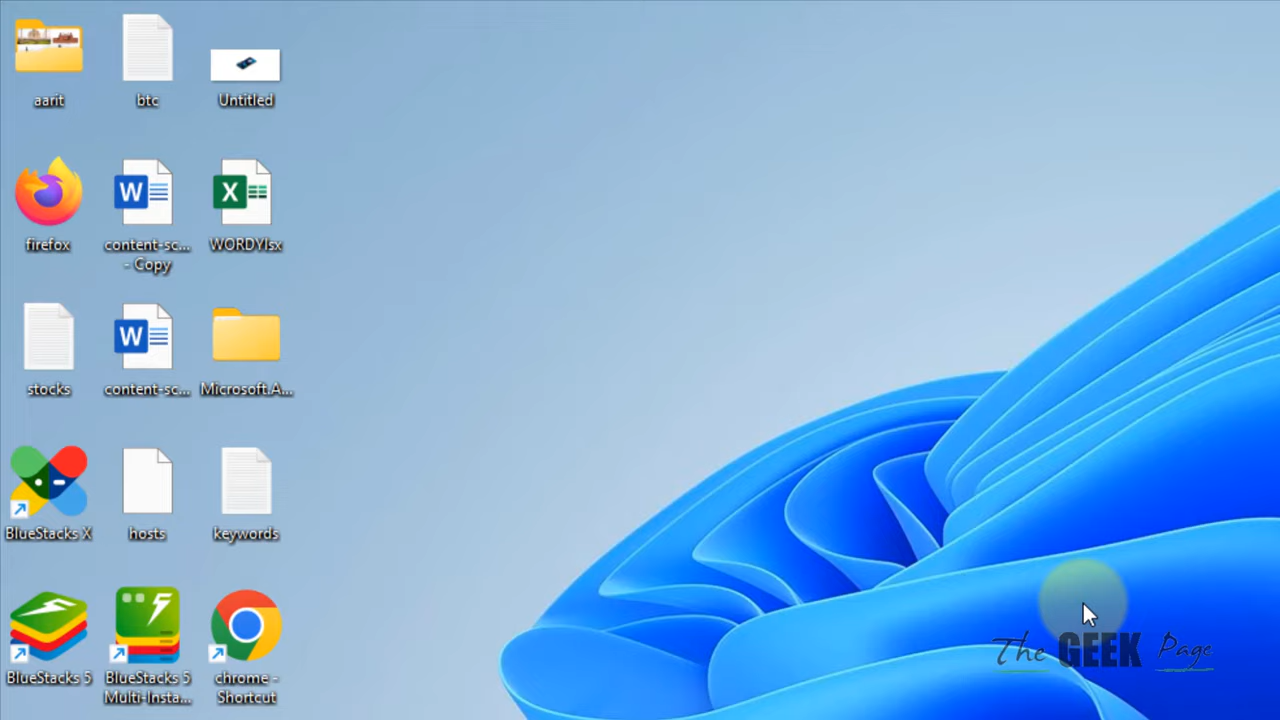 aarit
btc
Untitled
firefox
content-sc...
- Copy
WORDYlsx
stocks
content-sc...
Microsoft.A...
BlueStacks X
hosts
keywords
BlueStacks 5
BlueStacks 5
Multi-Insta...
chrome -
Shortcut
The GEEK Page